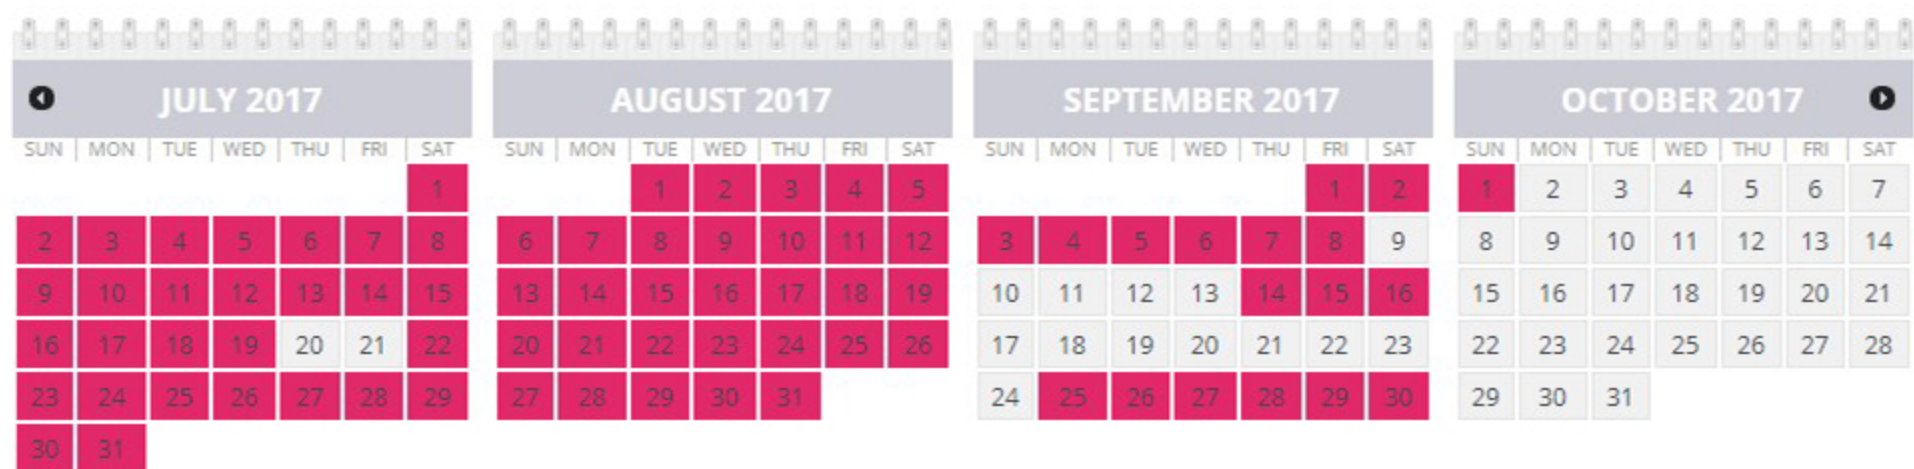 JULY 2017
SUN MON TUE WED THU FRI SAT
1
2 3 4 5 6 7 8
9 10 11 12 13 14 15
16 17 18 19 20 21 22
23 24 25 26 27 28 29
30 31
AUGUST 2017
SUN MON TUE WED THU FRI SAT
1 2 3 4 5
6 7 8 9 10 11 12
13 14 15 16 17 18 19
20 21 22 23 24 25 26
27 28 29 30 31
SEPTEMBER 2017
SUN MON TUE WED THU FRI SAT
1 2
3 4 5 6 7 8 9
10 11 12 13 14 15 16
17 18 19 20 21 22 23
24 25 26 27 28 29 30
OCTOBER 2017
SUN MON TUE WED THU FRI SAT
1 2 3 4 5 6 7
8 9 10 11 12 13 14
15 16 17 18 19 20 21
22 23 24 25 26 27 28
29 30 31